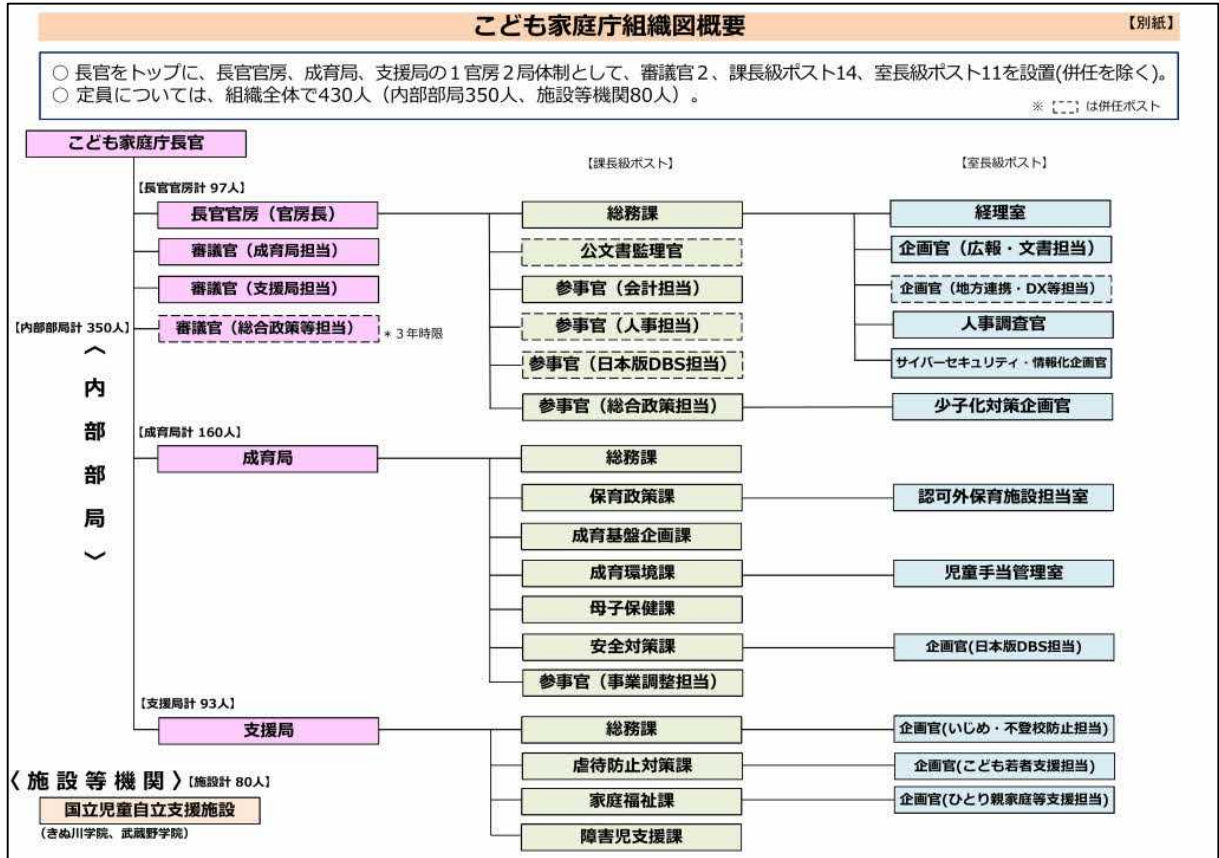 こども家庭庁組織図概要
【別紙】
○ 長官をトップに、長官官房、成育局、支援局の１官房２局体制として、審議官２、課長級ポスト14、室長級ポスト11を設置(併任を除く)。
○ 定員については、組織全体で430人（内部部局350人、施設等機関80人）。
※ は併任ポスト
こども家庭庁長官
【課長級ポスト】
【室長級ポスト】
【長官官房計 97人】
長官官房（官房長）
総務課
経理室
審議官（成育局担当）
公文書監理官
企画官（広報・文書担当）
審議官（支援局担当）
参事官（会計担当）
企画官（地方連携・DX等担当）
【内部部局計 350人】
審議官（総合政策等担当）
＊３年時限
参事官（人事担当）
人事調査官
参事官（日本版DBS担当）
サイバーセキュリティ・情報化企画官
参事官（総合政策担当）
少子化対策企画官
〈内部部局〉
【成育局計 160人】
成育局
総務課
保育政策課
認可外保育施設担当室
成育基盤企画課
成育環境課
児童手当管理室
母子保健課
安全対策課
企画官(日本版DBS担当)
参事官（事業調整担当）
【支援局計 93人】
支援局
総務課
企画官(いじめ・不登校防止担当)
虐待防止対策課
企画官(こども若者支援担当)
家庭福祉課
企画官(ひとり親家庭等支援担当)
障害児支援課
〈施設等機関〉【施設計 80人】
国立児童自立支援施設
（きぬ川学院、武蔵野学院）